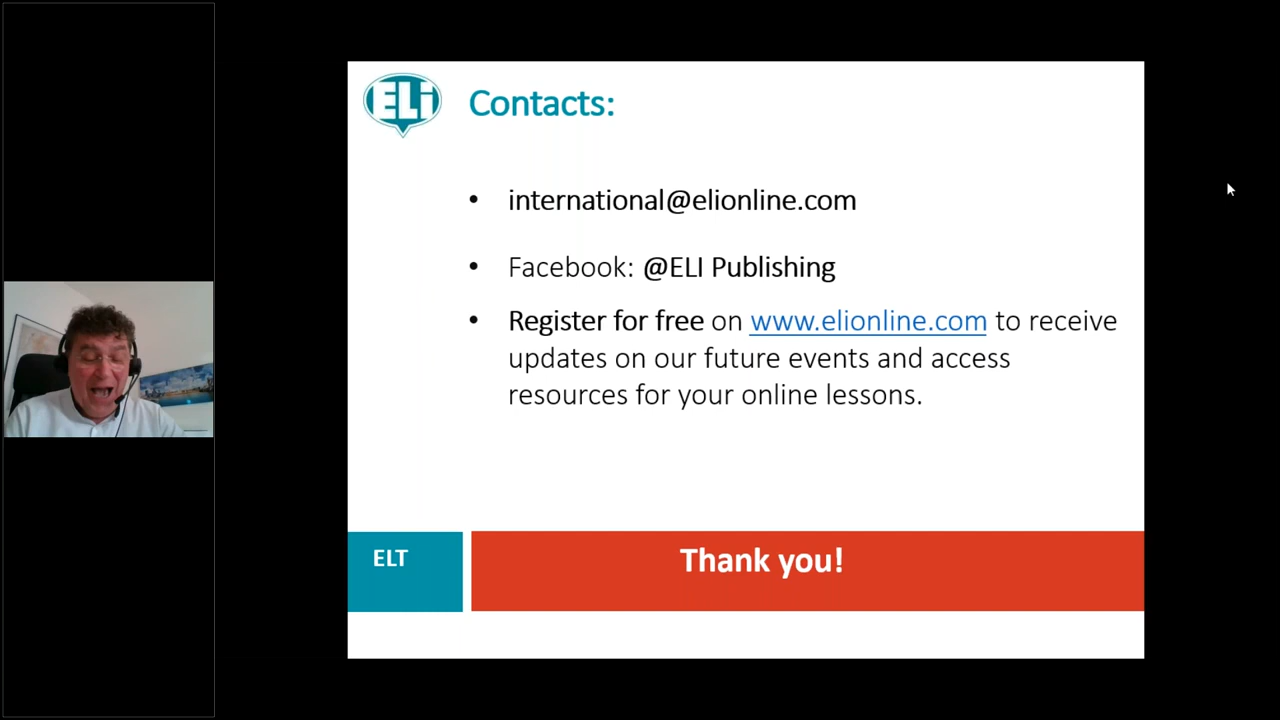 ELi
Contacts:
• international@elionline.com
• Facebook: @ELI Publishing
• Register for free on www.elionline.com to receive
updates on our future events and access
resources for your online lessons.
ELT
Thank you!